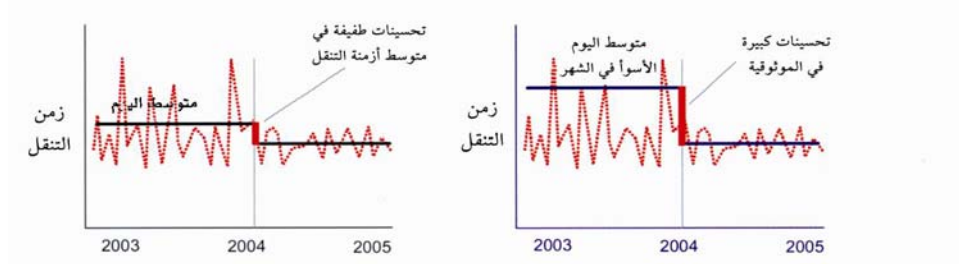 تحسينات طفيفة في
متوسط أزمنة التنقل
متوسط اليوم
زمن
التنقل
2003
2004
2005
تحسينات كبيرة
في الموثوقية
متوسط اليوم
الأسوأ في الشهر
زمن
التنقل
2003
2004
2005